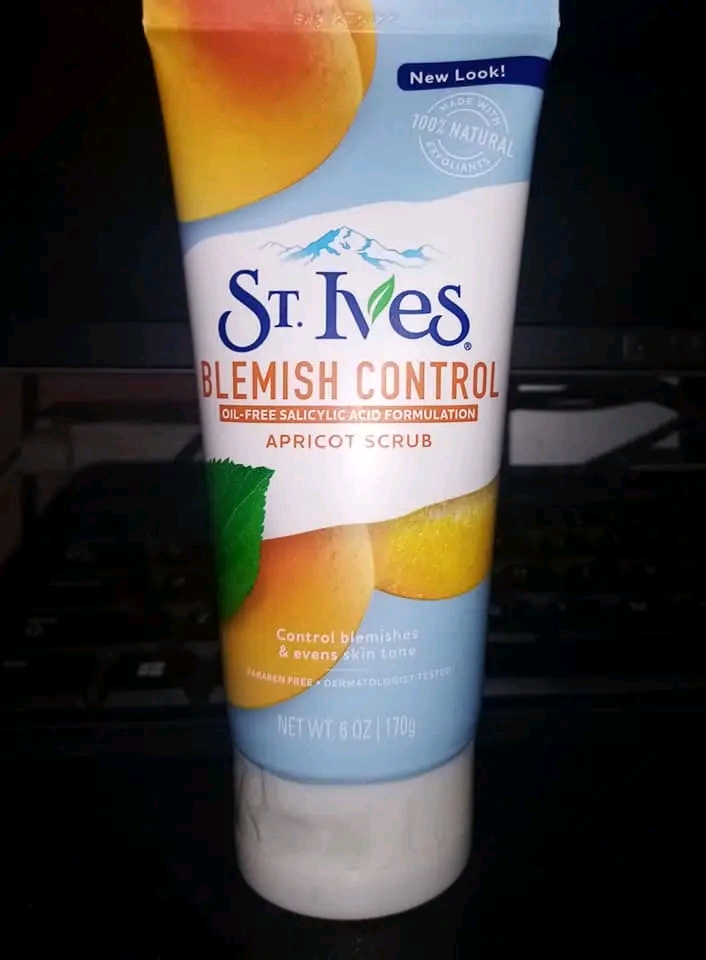 New Look!
MADE WITH
100% NATURAL
EXFOLIANTS
ST. Ives®
BLEMISH CONTROL
OIL-FREE SALICYLIC ACID FORMULATION
APRICOT SCRUB
Control blemishes
& evens skin tone
PARABEN FREE • DERMATOLOGIST TESTED
NET WT. 6 OZ | 170g